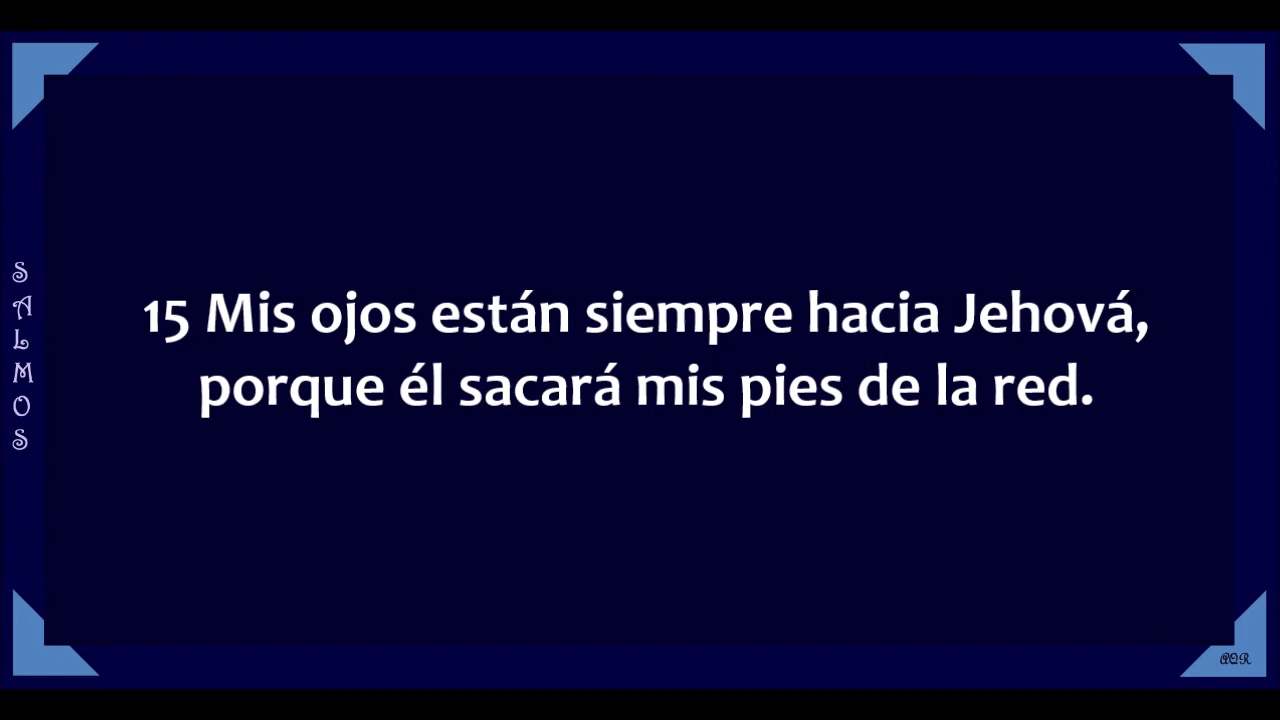 SALMOS
15 Mis ojos están siempre hacia Jehová,
porque él sacará mis pies de la red.